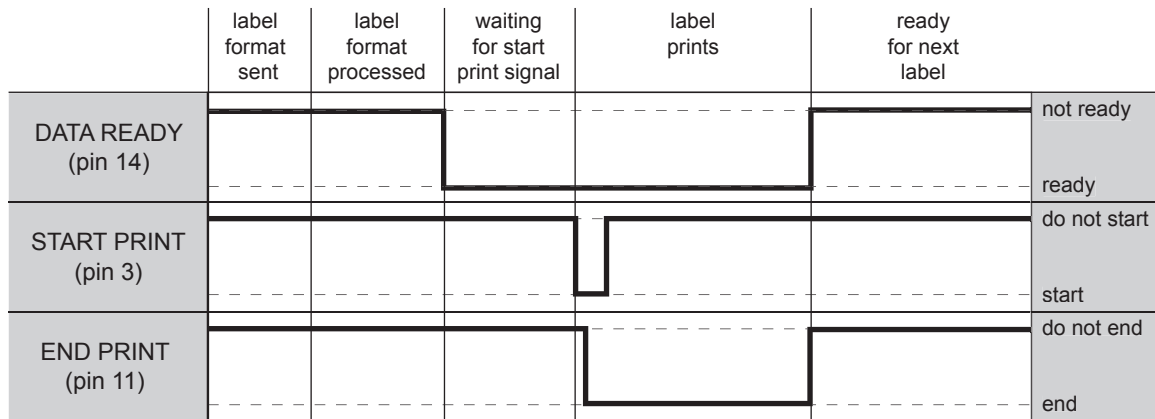 label
format
sent
label
format
processed
waiting
for start
print signal
label
prints
ready
for next
label
DATA READY
(pin 14)
not ready
ready
START PRINT
(pin 3)
do not start
start
END PRINT
(pin 11)
do not end
end